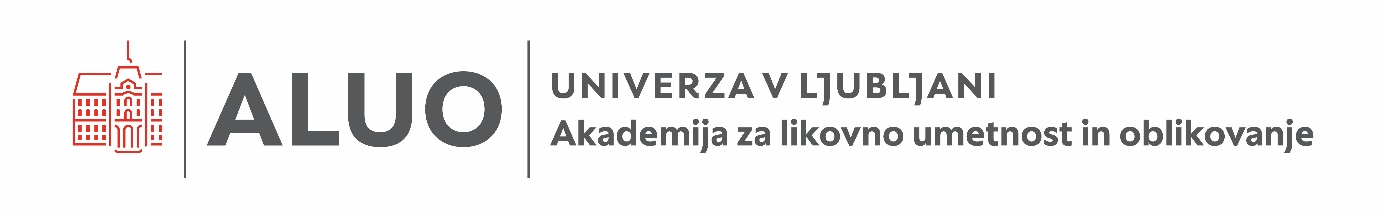 ALUO
UNIVERZA V LJUBLJANI
Akademija za likovno umetnost in oblikovanje